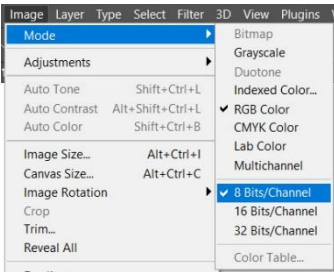 Image Layer Type Select Filter 3D View Plugins
Mode
Adjustments
Auto Tone Shift+Ctrl+L
Auto Contrast Alt+Shift+Ctrl+L
Auto Color Shift+Ctrl+B
Image Size... Alt+Ctrl+I
Canvas Size... Alt+Ctrl+C
Image Rotation
Crop
Trim...
Reveal All
Bitmap
Grayscale
Duotone
Indexed Color...
RGB Color
CMYK Color
Lab Color
Multichannel
8 Bits/Channel
16 Bits/Channel
32 Bits/Channel
Color Table...